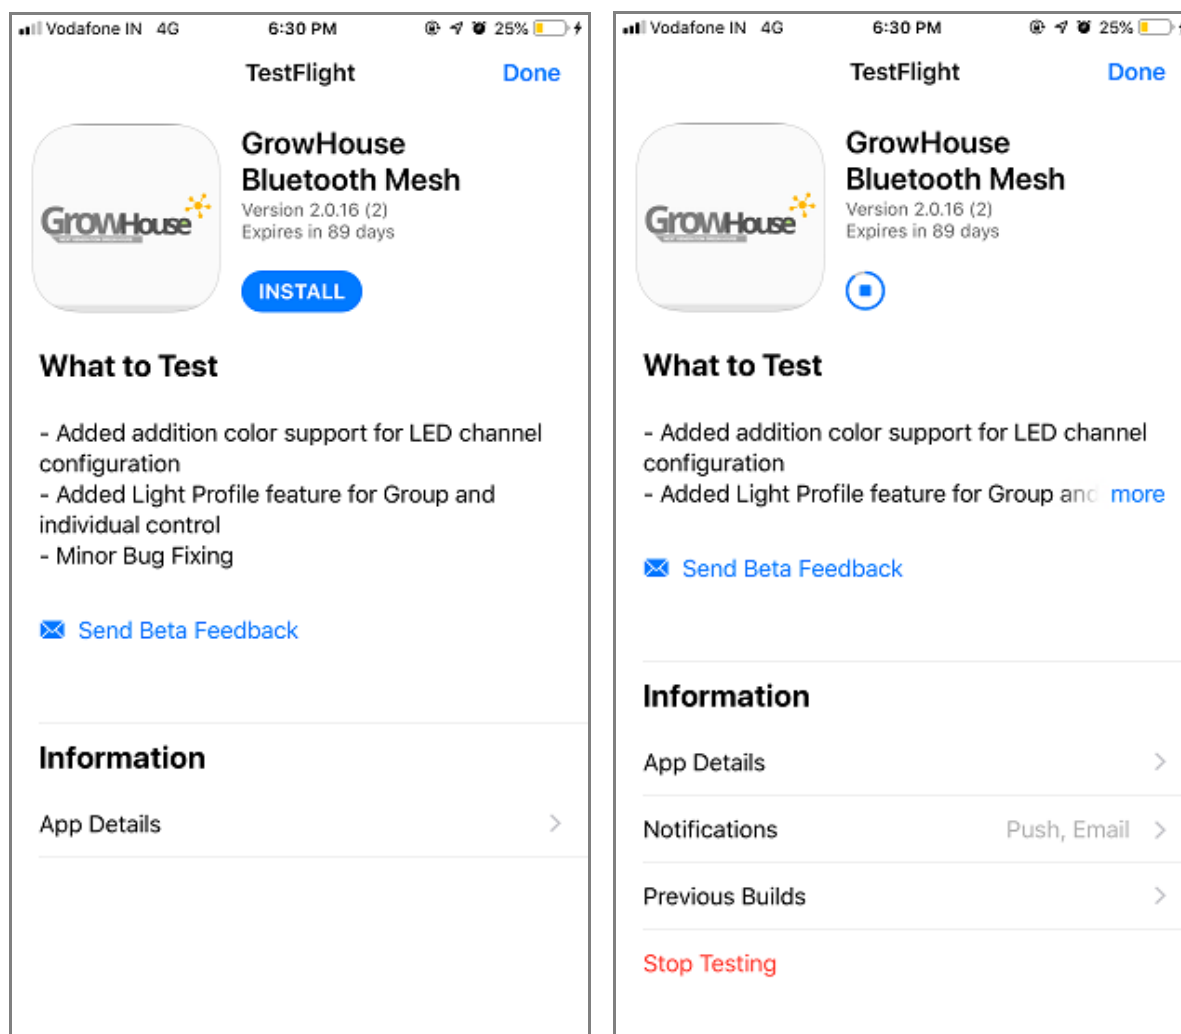 Vodafone IN 4G 6:30 PM 25%
TestFlight Done
GrowHouse
Bluetooth Mesh
Version 2.0.16 (2)
Expires in 89 days
GROWHOUSE
INSTALL
What to Test
- Added addition color support for LED channel
configuration
- Added Light Profile feature for Group and
individual control
- Minor Bug Fixing
Send Beta Feedback
Information
App Details
Vodafone IN 4G 6:30 PM 25%
TestFlight Done
GrowHouse
Bluetooth Mesh
Version 2.0.16 (2)
Expires in 89 days
GROWHOUSE
What to Test
- Added addition color support for LED channel
configuration
- Added Light Profile feature for Group and more
Send Beta Feedback
Information
App Details
Notifications Push, Email
Previous Builds
Stop Testing